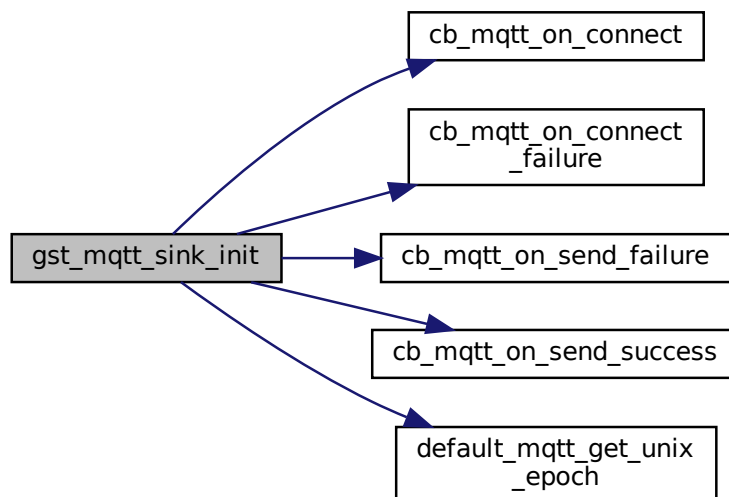 cb_mqtt_on_connect
cb_mqtt_on_connect
_failure
gst_mqtt_sink_init
cb_mqtt_on_send_failure
cb_mqtt_on_send_success
default_mqtt_get_unix
_epoch